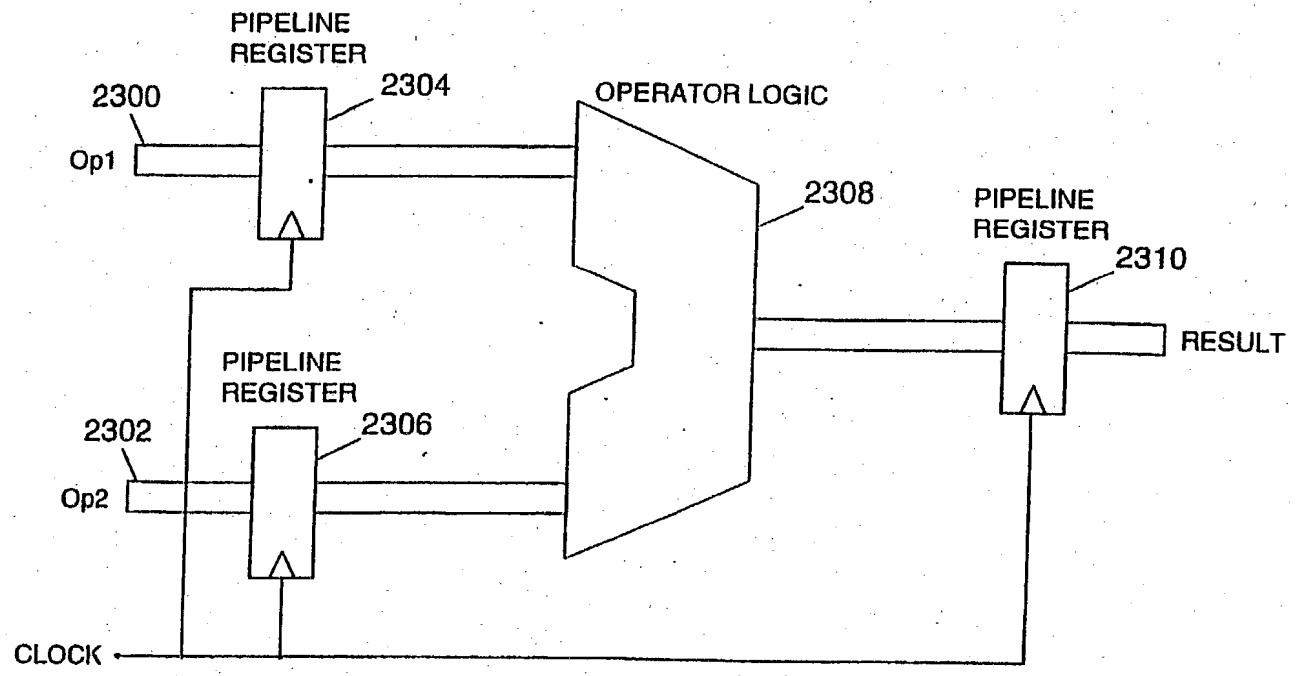 PIPELINE
REGISTER
2300
2304
OPERATOR LOGIC
Op1
2308
PIPELINE
REGISTER
2310
RESULT
PIPELINE
REGISTER
2302
2306
Op2
CLOCK